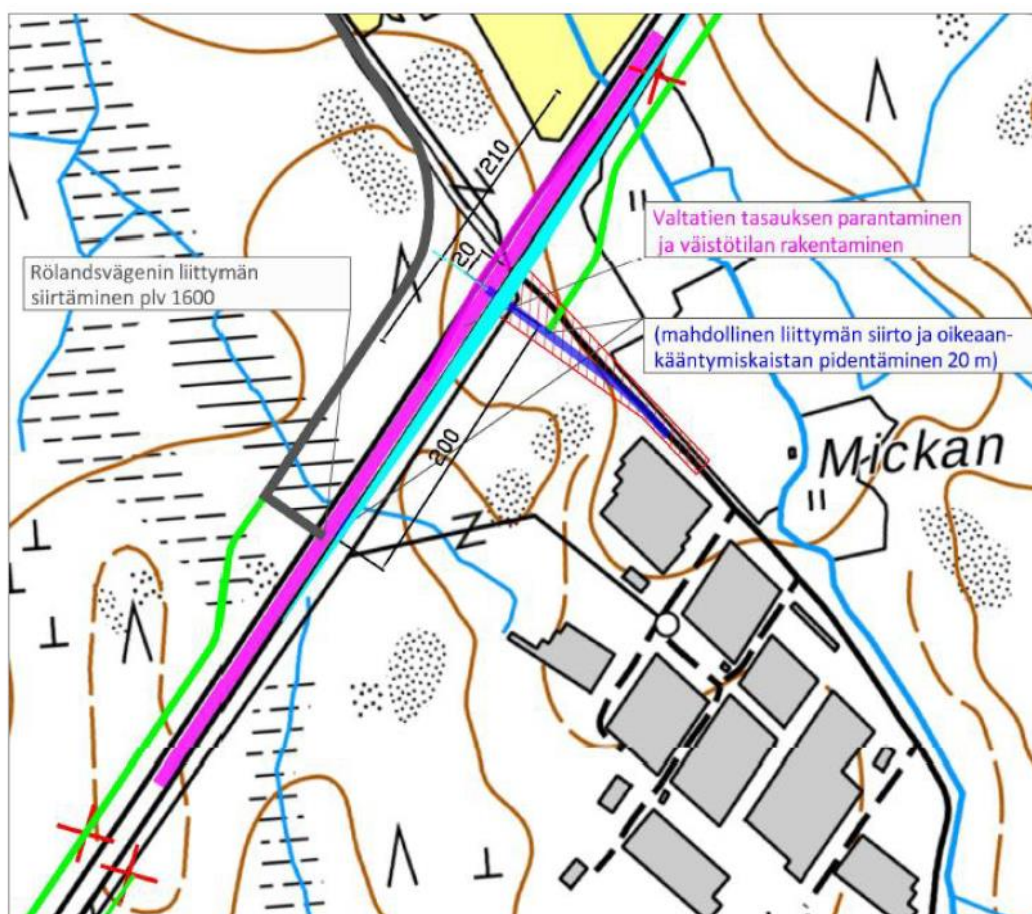 210
20
Valtatien tasauksen parantaminen
ja väistötilan rakentaminen
Rölandsvägenin liittymän
siirtäminen plv 1600
(mahdollinen liittymän siirto ja oikeaan-
kääntymiskaistan pidentäminen 20 m)
200
Mickan